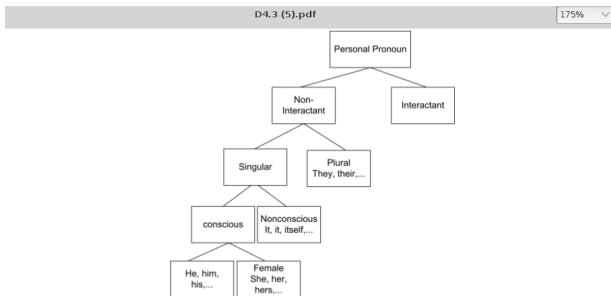 D4.3 (5).pdf
175%
Personal Pronoun
Non-
Interactant
Interactant
Singular
Plural
They, their,...
conscious
Nonconscious
It, it, itself,...
He, him,
his,...
Female
She, her,
hers,...